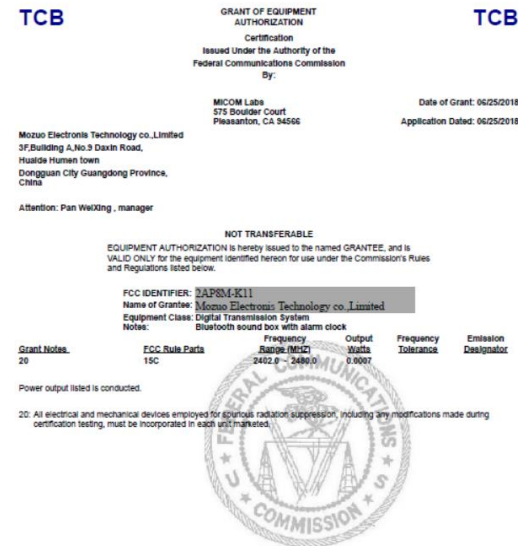 TCB
GRANT OF EQUIPMENT
AUTHORIZATION
TCB
Certification
Issued Under the Authority of the
Federal Communications Commission
By:
MICOM Labs
575 Boulder Court
Pleasanton, CA 94566
Date of Grant: 06/25/2018
Application Dated: 06/25/2018
Mozuo Electronis Technology co.,Limited
3F,Building A,No.9 Daxin Road,
Huaide Humen town
Dongguan City Guangdong Province,
China
Attention: Pan WeiXing , manager
NOT TRANSFERABLE
EQUIPMENT AUTHORIZATION is hereby issued to the named GRANTEE, and is
VALID ONLY for the equipment identified hereon for use under the Commission's Rules
and Regulations listed below.
FCC IDENTIFIER: 2AP8M-K11
Name of Grantee: Mozuo Electronis Technology co.,Limited
Equipment Class: Digital Transmission System
Notes: Bluetooth sound box with alarm clock
Grant Notes FCC Rule Parts Frequency Range (MHZ) Output Watts Frequency Tolerance Emission Designator
20 15C 2402.0 - 2480.0 0.0007
Power output listed is conducted.
20: All electrical and mechanical devices employed for spurious radiation suppression, including any modifications made during
certification testing, must be incorporated in each unit marketed.
FEDERAL COMMUNICATIONS COMMISSION